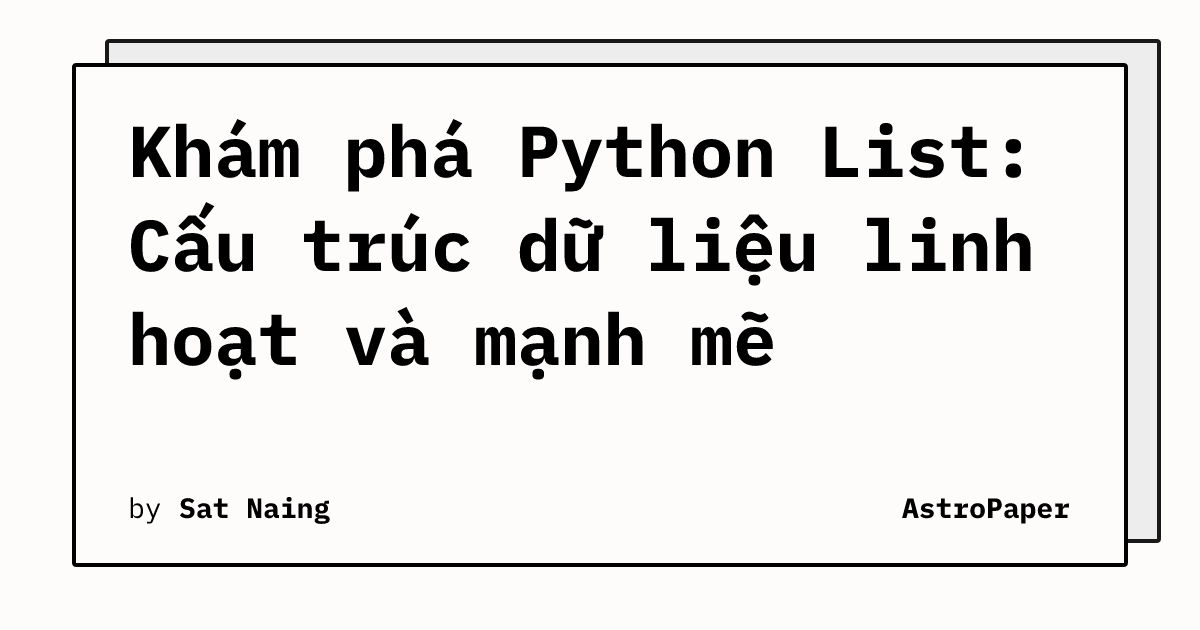 Khám phá Python List:
Cấu trúc dữ liệu linh
hoạt và mạnh mẽ
by Sat Naing
AstroPaper